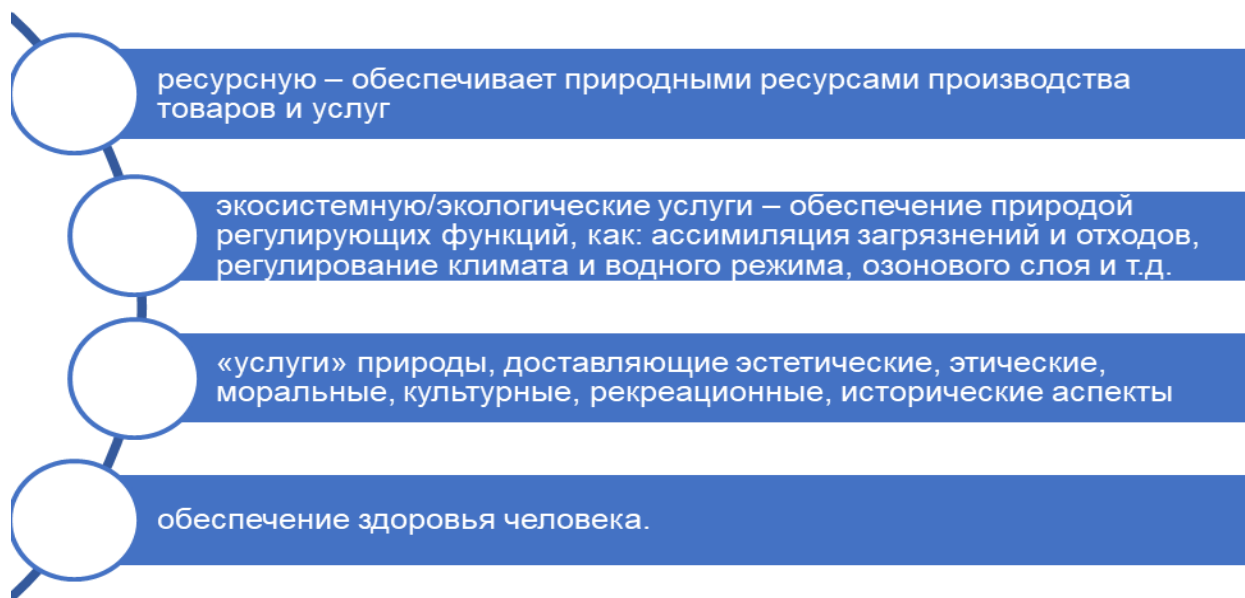 ресурсную – обеспечивает природными ресурсами производства
товаров и услуг
экосистемную/экологические услуги – обеспечение природой
регулирующих функций, как: ассимиляция загрязнений и отходов,
регулирование климата и водного режима, озонового слоя и т.д.
«услуги» природы, доставляющие эстетические, этические,
моральные, культурные, рекреационные, исторические аспекты
обеспечение здоровья человека.